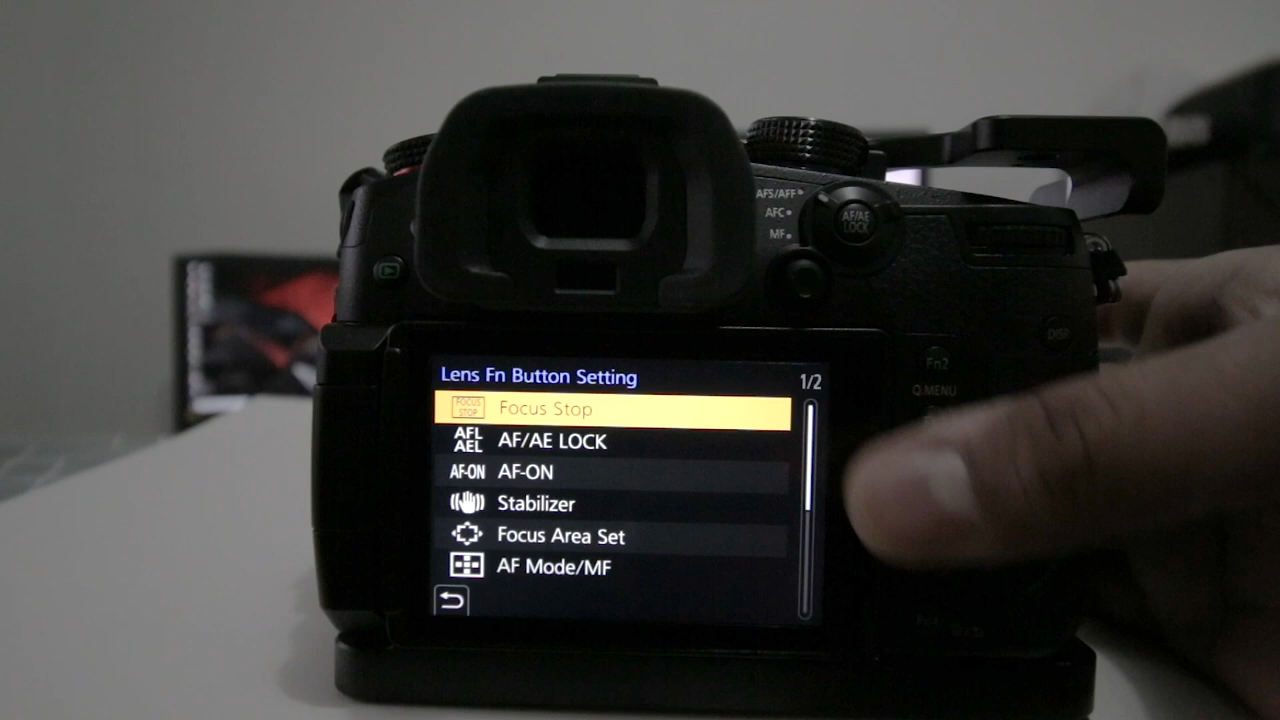 AFS/AFF
AFC
MF
AF/AE
LOCK
DISP
Fn2
Q.MENU
Lens Fn Button Setting
1/2
FOCUS
STOP
Focus Stop
AFL
AEL
AF/AE LOCK
AF-ON
AF-ON
Stabilizer
Focus Area Set
AF Mode/MF